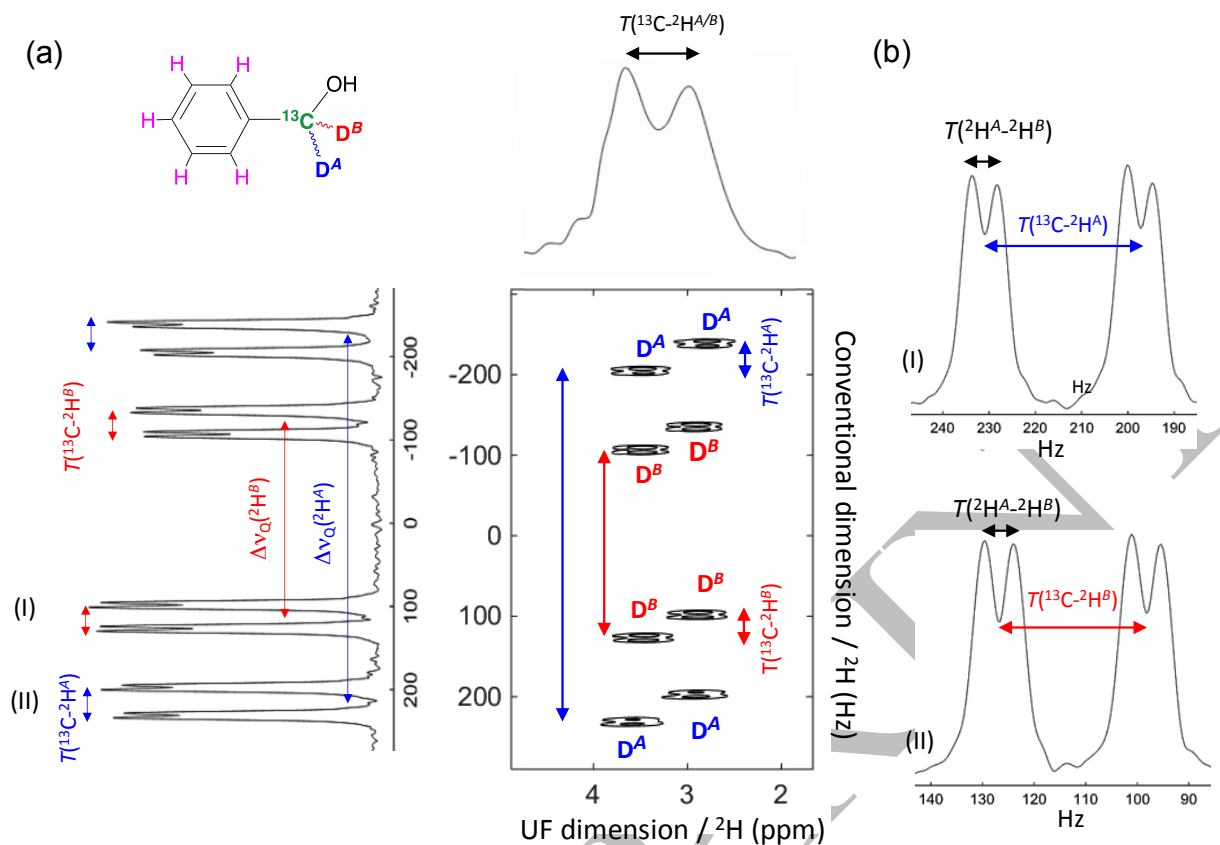 (a)
H
H
H
H
H
OH
¹³C
Dᴮ
Dᴬ
T(¹³C-²Hᴬ/ᴮ)
(b)
T(²Hᴬ-²Hᴮ)
T(¹³C-²Hᴬ)
(I)
Hz
240 230 220 210 200 190
Hz
T(²Hᴬ-²Hᴮ)
T(¹³C-²Hᴮ)
(II)
140 130 120 110 100 90
Hz
T(¹³C-²Hᴮ)
ΔνQ(²Hᴮ)
ΔνQ(²Hᴬ)
(I)
(II)
T(¹³C-²Hᴬ)
-200
-100
0
100
200
Dᴬ
Dᴬ
T(¹³C-²Hᴬ)
Dᴮ
Dᴮ
Dᴮ
Dᴮ
T(¹³C-²Hᴮ)
Dᴬ
Dᴬ
-200
-100
0
100
200
4 3 2
UF dimension / ²H (ppm)
Conventional dimension / ²H (Hz)